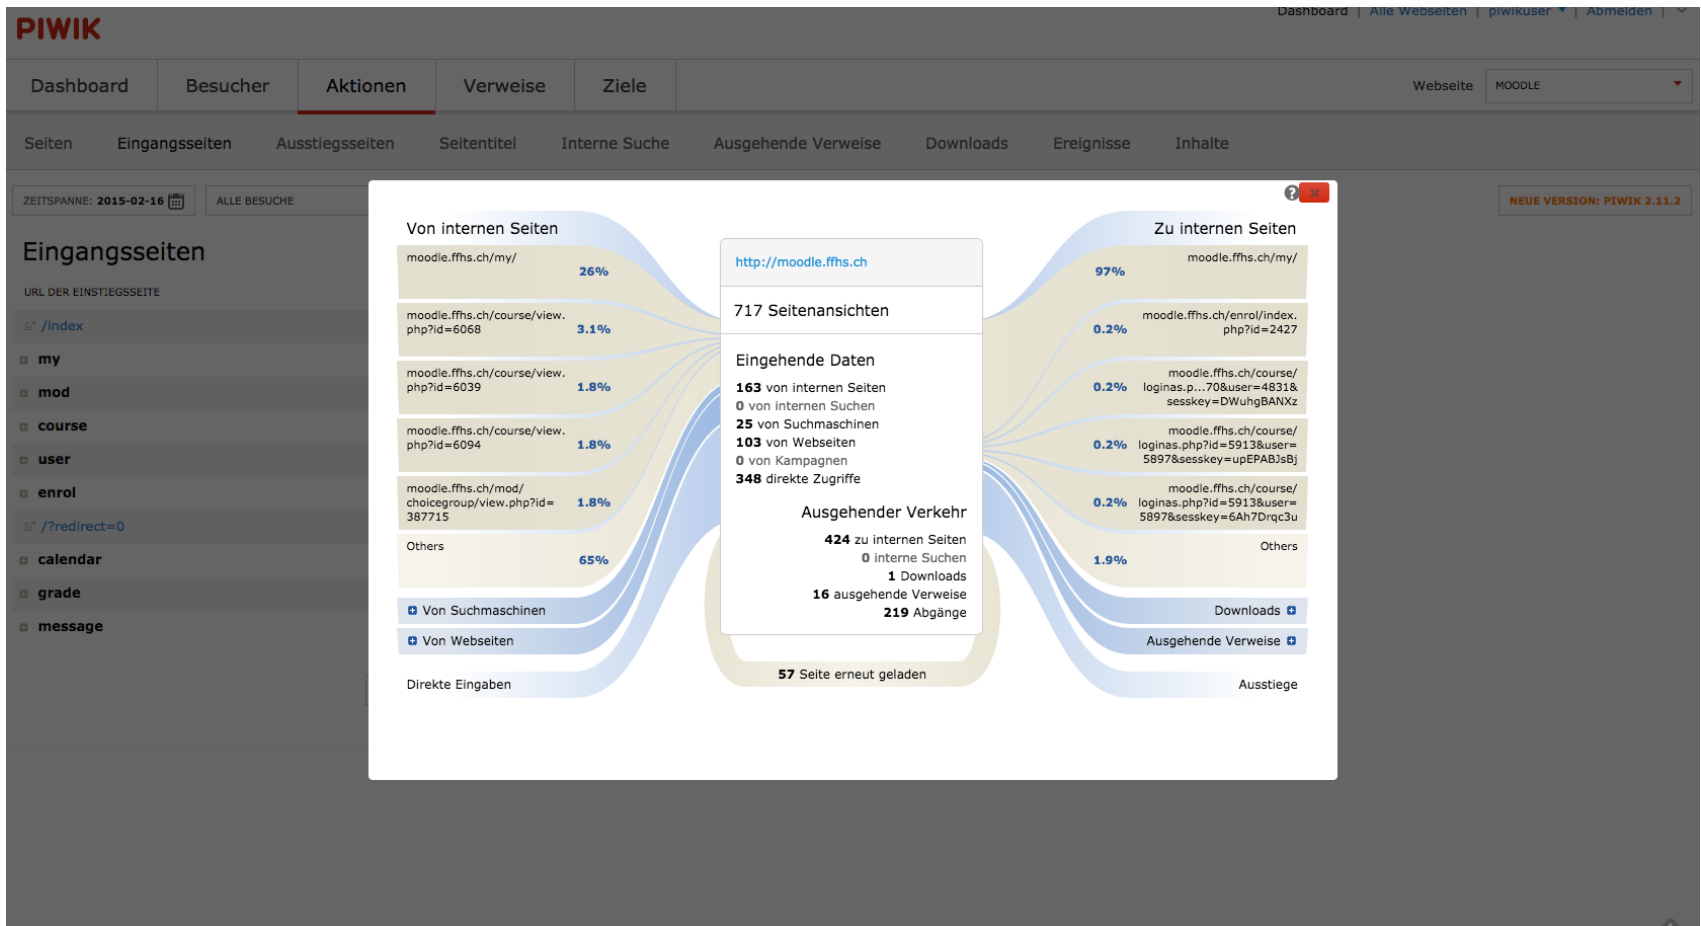 PIWIK
Dashboard | Alle Webseiten | piwikuser | Abmelden |
Dashboard Besucher Aktionen Verweise Ziele
Webseite MOODLE
Seiten Eingangsseiten Ausstiegsseiten Seitentitel Interne Suche Ausgehende Verweise Downloads Ereignisse Inhalte
ZEITSPANNE: 2015-02-16 ALLE BESUCHE
NEUE VERSION: PIWIK 2.11.2
Eingangsseiten
URL DER EINSTIEGSSEITE
/index
my
mod
course
user
enrol
/?redirect=0
calendar
grade
message
Von internen Seiten
moodle.ffhs.ch/my/
26%
moodle.ffhs.ch/course/view.
php?id=6068
3.1%
moodle.ffhs.ch/course/view.
php?id=6039
1.8%
moodle.ffhs.ch/course/view.
php?id=6094
1.8%
moodle.ffhs.ch/mod/
choicegroup/view.php?id=
387715
1.8%
Others
65%
Von Suchmaschinen
Von Webseiten
Direkte Eingaben
http://moodle.ffhs.ch
717 Seitenansichten
Eingehende Daten
163 von internen Seiten
0 von internen Suchen
25 von Suchmaschinen
103 von Webseiten
0 von Kampagnen
348 direkte Zugriffe
Ausgehender Verkehr
424 zu internen Seiten
0 interne Suchen
1 Downloads
16 ausgehende Verweise
219 Abgänge
57 Seite erneut geladen
Zu internen Seiten
moodle.ffhs.ch/my/
97%
moodle.ffhs.ch/enrol/index.
php?id=2427
0.2%
moodle.ffhs.ch/course/
loginas.p...70&user=4831&
sesskey=DWuhgBANXz
0.2%
moodle.ffhs.ch/course/
loginas.php?id=5913&user=
5897&sesskey=upEPABJsBj
0.2%
moodle.ffhs.ch/course/
loginas.php?id=5913&user=
5897&sesskey=6Ah7Drqc3u
0.2%
Others
1.9%
Downloads
Ausgehende Verweise
Ausstiege